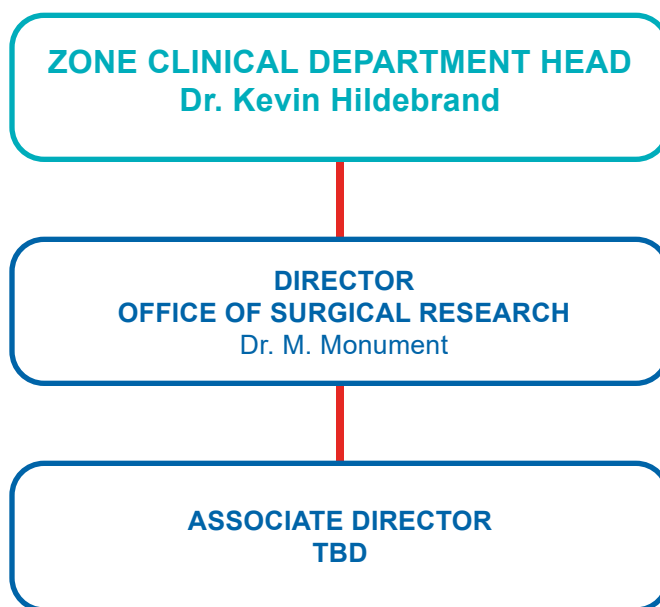 ZONE CLINICAL DEPARTMENT HEAD
Dr. Kevin Hildebrand
DIRECTOR
OFFICE OF SURGICAL RESEARCH
Dr. M. Monument
ASSOCIATE DIRECTOR
TBD